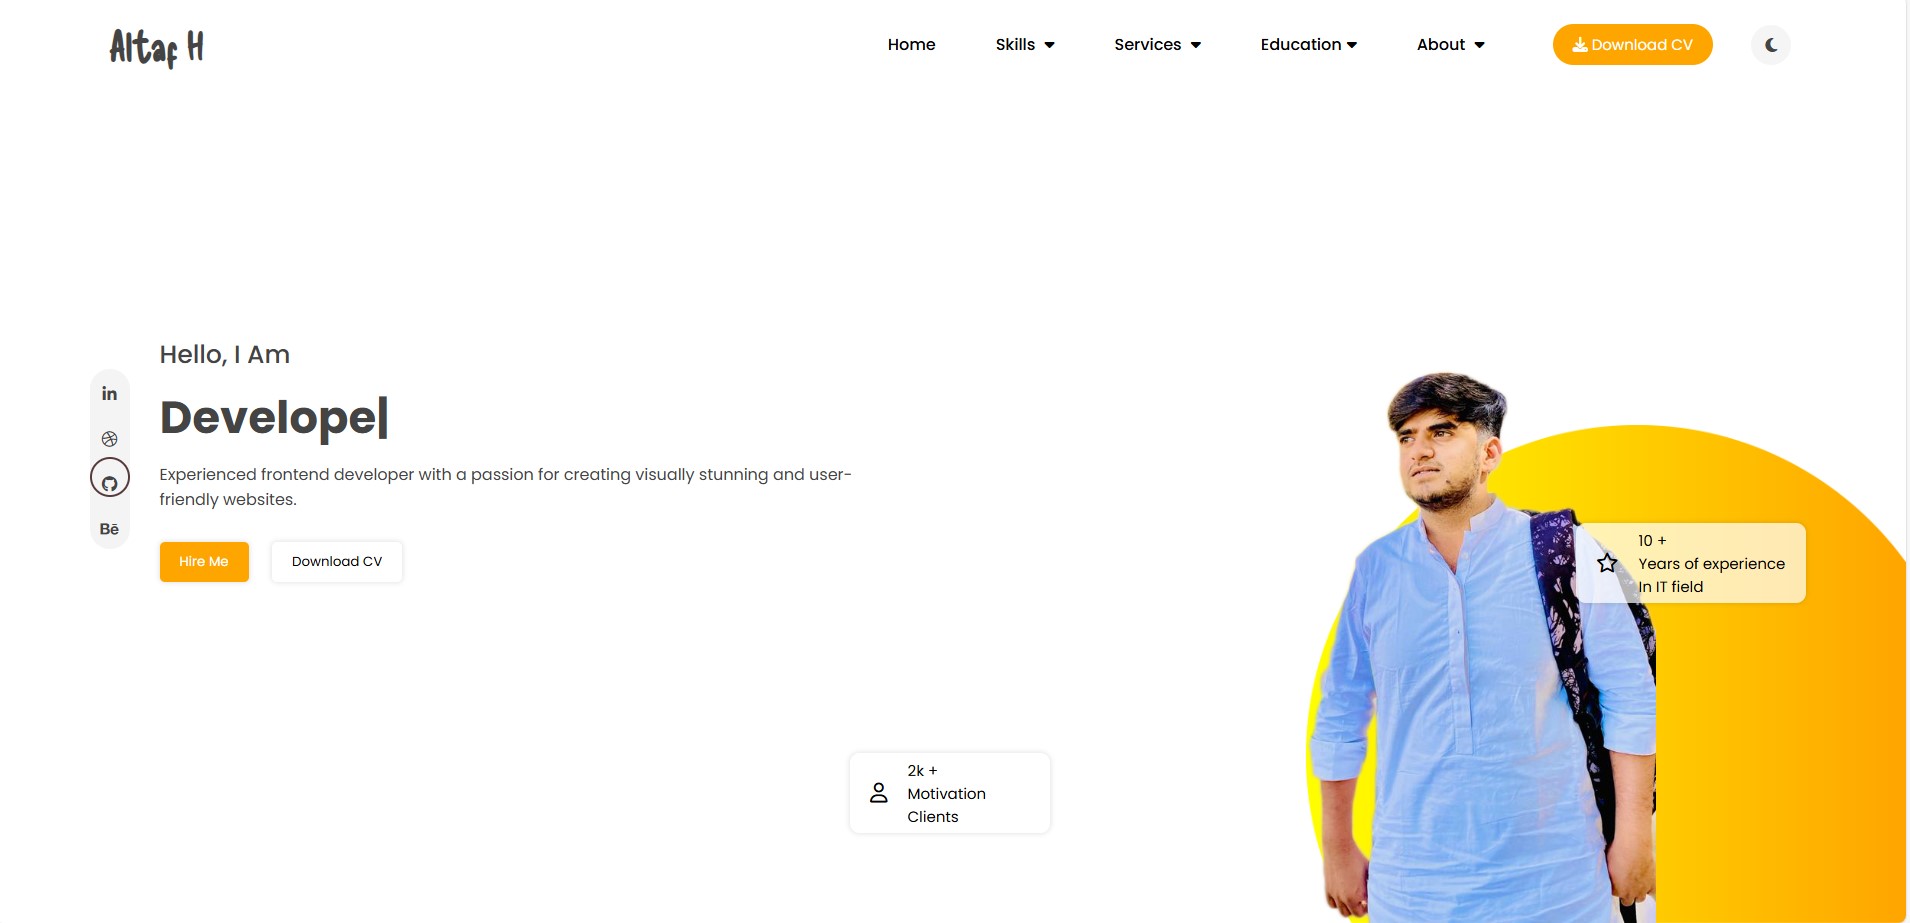 Altaf H
Home
Skills
Services
Education
About
Download CV
Hello, I Am
Develope|
in
Bē
Experienced frontend developer with a passion for creating visually stunning and user-
friendly websites.
Hire Me
Download CV
10 +
Years of experience
In IT field
2k +
Motivation
Clients